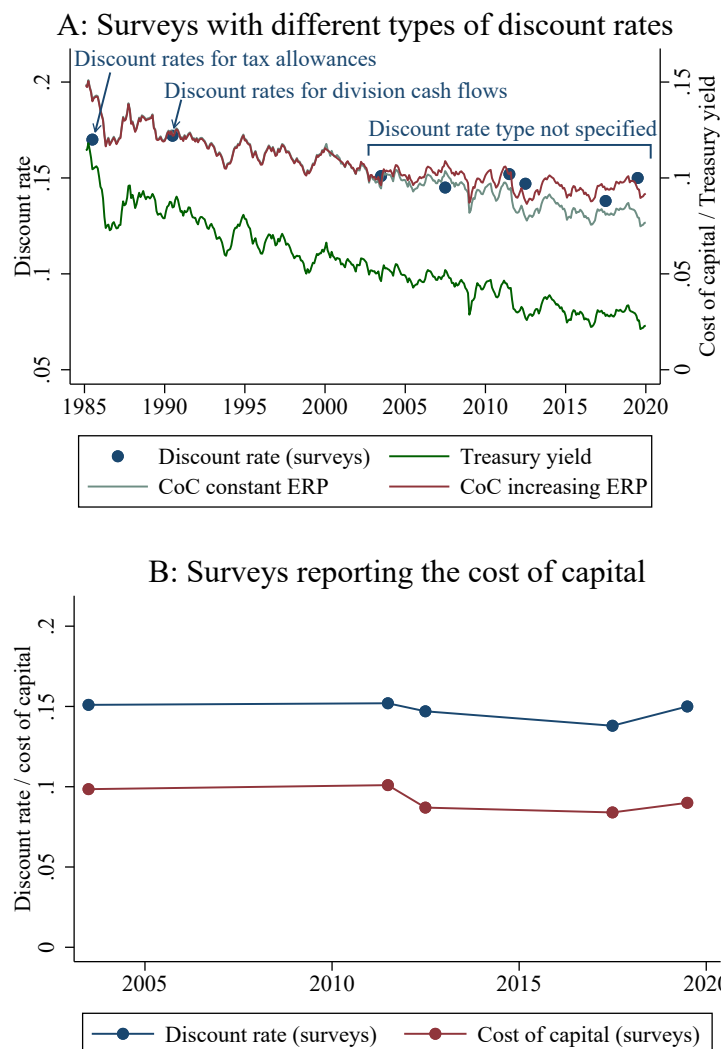 A: Surveys with different types of discount rates
Discount rates for tax allowances
Discount rates for division cash flows
Discount rate type not specified
Discount rate
.2
.15
.1
.05
Cost of capital / Treasury yield
.15
.1
.05
0
1985 1990 1995 2000 2005 2010 2015 2020
Discount rate (surveys) Treasury yield
CoC constant ERP CoC increasing ERP
B: Surveys reporting the cost of capital
Discount rate / cost of capital
.2
.15
.1
.05
0
2005 2010 2015 202
Discount rate (surveys) Cost of capital (surveys)